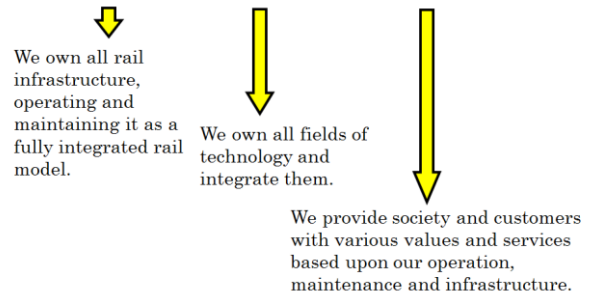 We own all rail
infrastructure,
operating and
maintaining it as a
fully integrated rail
model.
We own all fields of
technology and
integrate them.
We provide society and customers
with various values and services
based upon our operation,
maintenance and infrastructure.